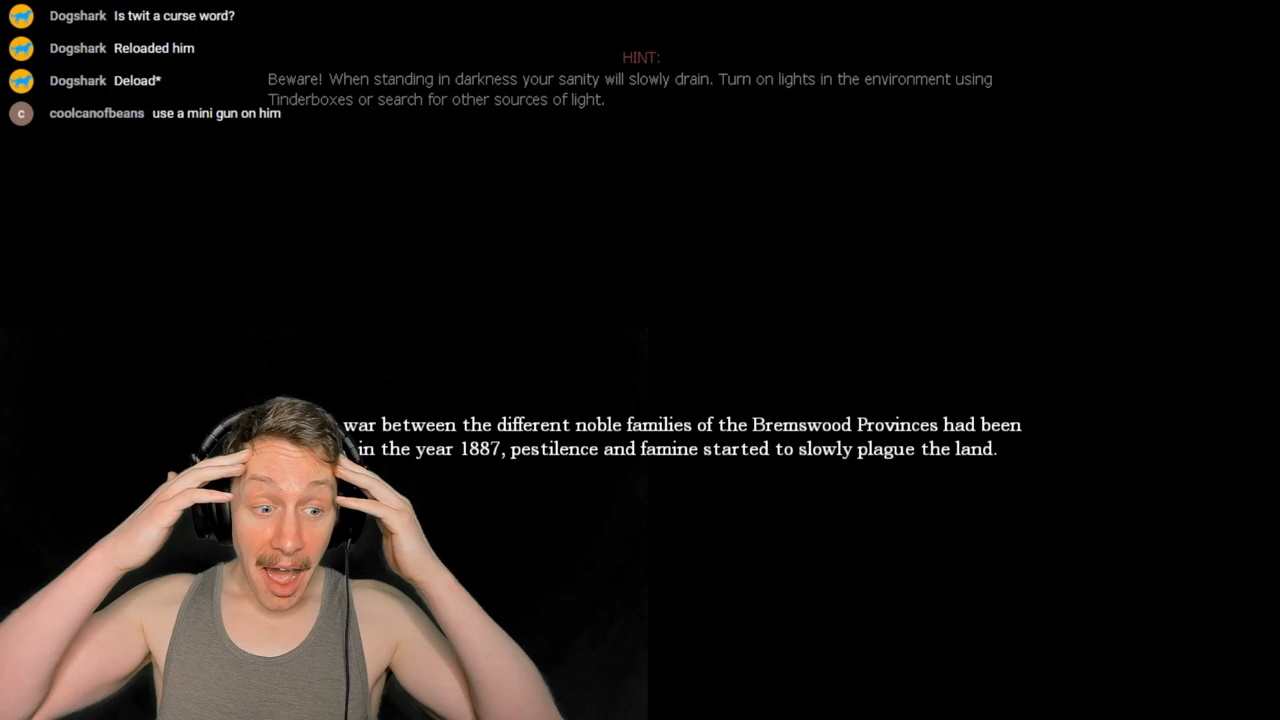 Dogshark Is twit a curse word?
Dogshark Reloaded him
Dogshark Deload*
c coolcanofbeans use a mini gun on him
HINT:
Beware! When standing in darkness your sanity will slowly drain. Turn on lights in the environment using
Tinderboxes or search for other sources of light.
war between the different noble families of the Bremswood Provinces had been
in the year 1887, pestilence and famine started to slowly plague the land.